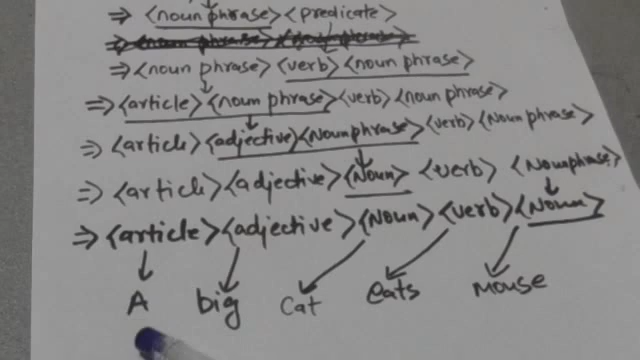 ⇒ <noun phrase><predicate>
⇒ <noun phrase> <verb> <noun phrase>
⇒ <article> <noun phrase> <verb> <noun phrase>
⇒ <article> <adjective> <Noun phrase> <verb> <Noun phrase>
⇒ <article> <adjective> <Noun> <verb> <Noun phrase>
⇒ <article> <adjective> <Noun> <verb> <Noun>
A big Cat eats Mouse